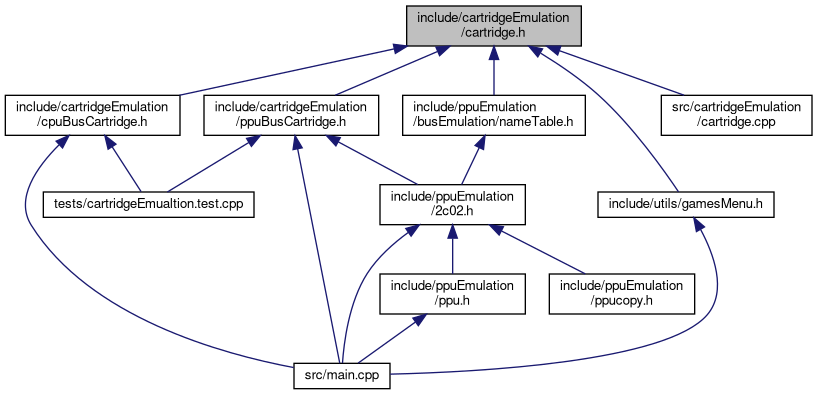 include/cartridgeEmulation
/cartridge.h
include/cartridgeEmulation
/cpuBusCartridge.h
include/cartridgeEmulation
/ppuBusCartridge.h
include/ppuEmulation
/busEmulation/nameTable.h
src/cartridgeEmulation
/cartridge.cpp
tests/cartridgeEmualtion.test.cpp
include/ppuEmulation
/2c02.h
include/utils/gamesMenu.h
include/ppuEmulation
/ppu.h
include/ppuEmulation
/ppucopy.h
src/main.cpp